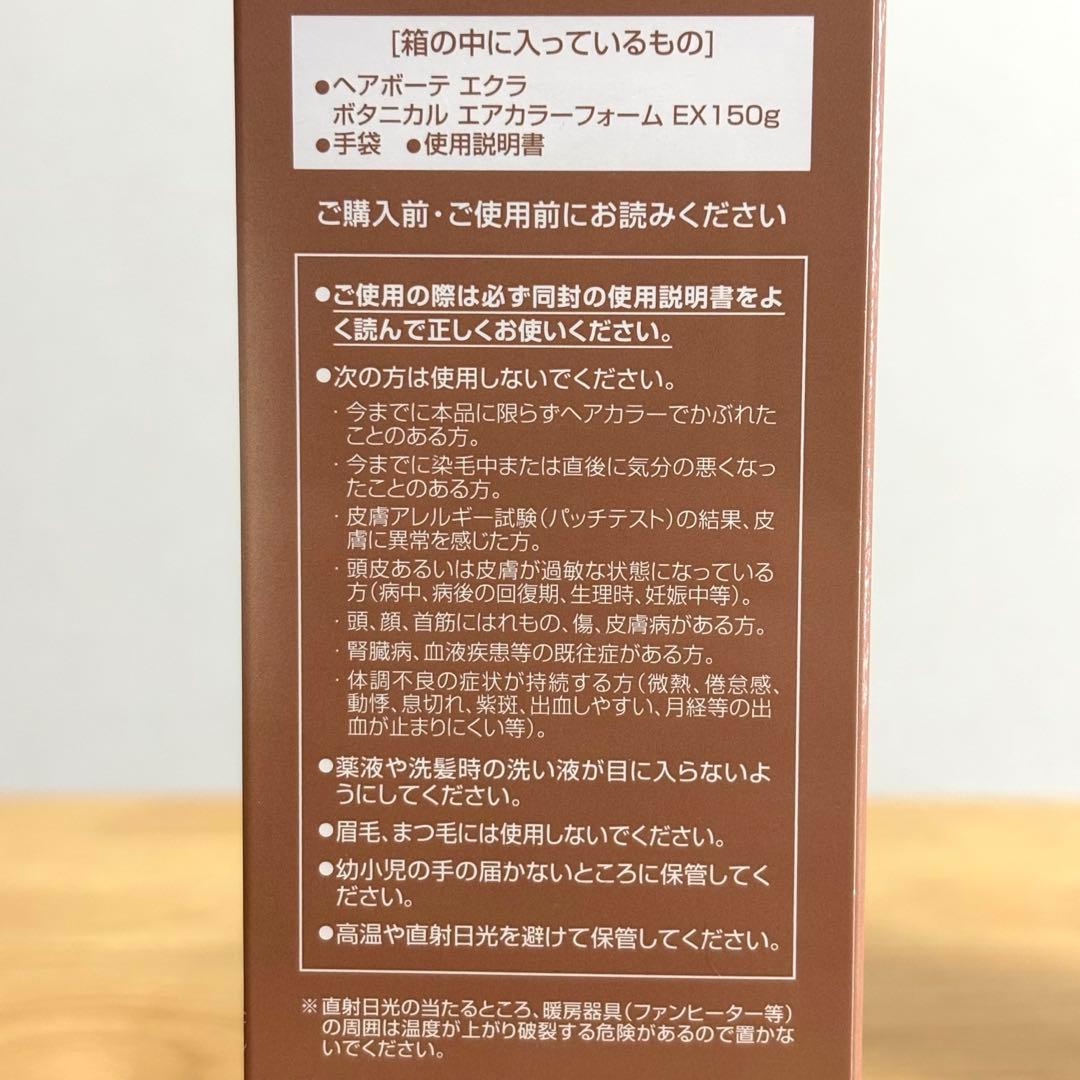 [箱の中に入っているもの]
●ヘアボーテ エクラ
ボタニカル エアカラーフォーム EX150g
●手袋 ●使用説明書
ご購入前・ご使用前にお読みください
●ご使用の際は必ず同封の使用説明書をよ
く読んで正しくお使いください。
●次の方は使用しないでください。
・今までに本品に限らずヘアカラーでかぶれた
ことのある方。
・今までに染毛中または直後に気分の悪くなっ
たことのある方。
・皮膚アレルギー試験(パッチテスト)の結果、皮
膚に異常を感じた方。
・頭皮あるいは皮膚が過敏な状態になっている
方(病中、病後の回復期、生理時、妊娠中等)。
・頭、顔、首筋にはれもの、傷、皮膚病がある方。
・腎臓病、血液疾患等の既往症がある方。
・体調不良の症状が持続する方(微熱、倦怠感、
動悸、息切れ、紫斑、出血しやすい、月経等の出
血が止まりにくい等)。
●薬液や洗髪時の洗い液が目に入らないよ
うにしてください。
●眉毛、まつ毛には使用しないでください。
●幼小児の手の届かないところに保管してく
ださい。
●高温や直射日光を避けて保管してください。
※直射日光の当たるところ、暖房器具(ファンヒーター等)
の周囲は温度が上がり破裂する危険があるので置かな
いでください。